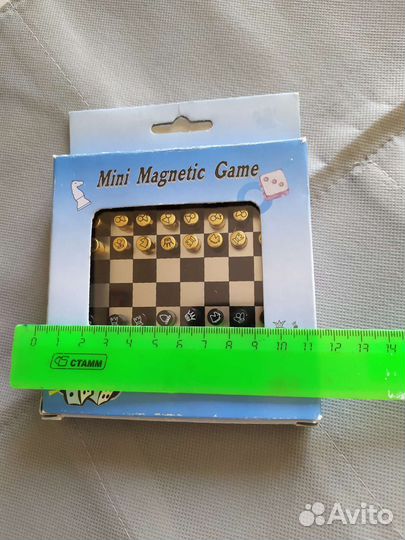 Mini Magnetic Game
0 1 2 3 4 5 6 7 8 9 10 11 12 13 14
СТАММ
Avito